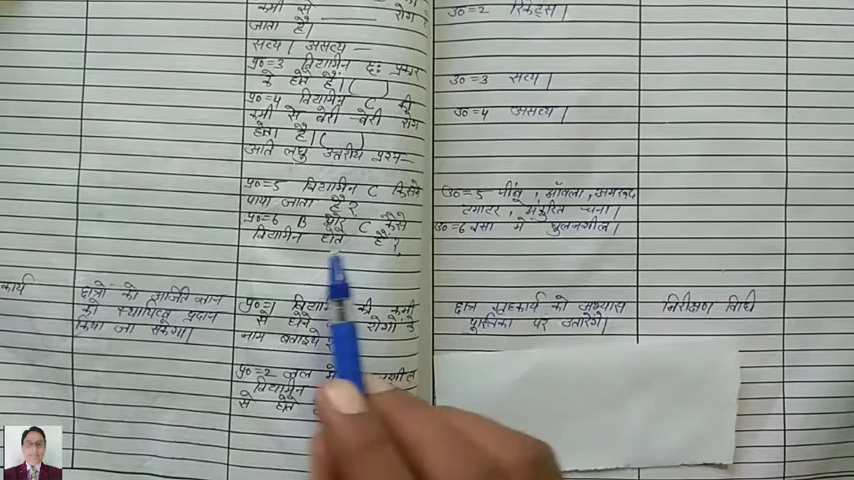 कमी से ______ रोग
जाता है।
सत्य / असत्य —
प्र०=3 विटामिन छः प्रकार
के होते हैं। ( )
प्र०=4 विटामिन C की
कमी से बेरी-बेरी रोग
होता है। ( )
अति लघु उत्तरीय प्रश्न—
प्र०=5 विटामिन C किसमें
पाया जाता है?
प्र०=6 B और C कैसे
विटामिन होते हैं?
उ०=2 रिकेट्स।
उ०=3 सत्य।
उ०=4 असत्य।
उ०=5 नींबू, आँवला, अमरूद
टमाटर, अंकुरित चना।
उ०=6 वसा में घुलनशील।
कार्य
छात्रों को अर्जित ज्ञान
को स्थायित्व प्रदान
किया जा सकेगा।
प्र०=1 विटामिन की कमी
से होने रोगों के
नाम बताइये?
प्र०=2 जल में
विटामिन
से होने
छात्र गृहकार्य को अभ्यास
पुस्तिका पर उतारेंगे।
निरीक्षण विधि